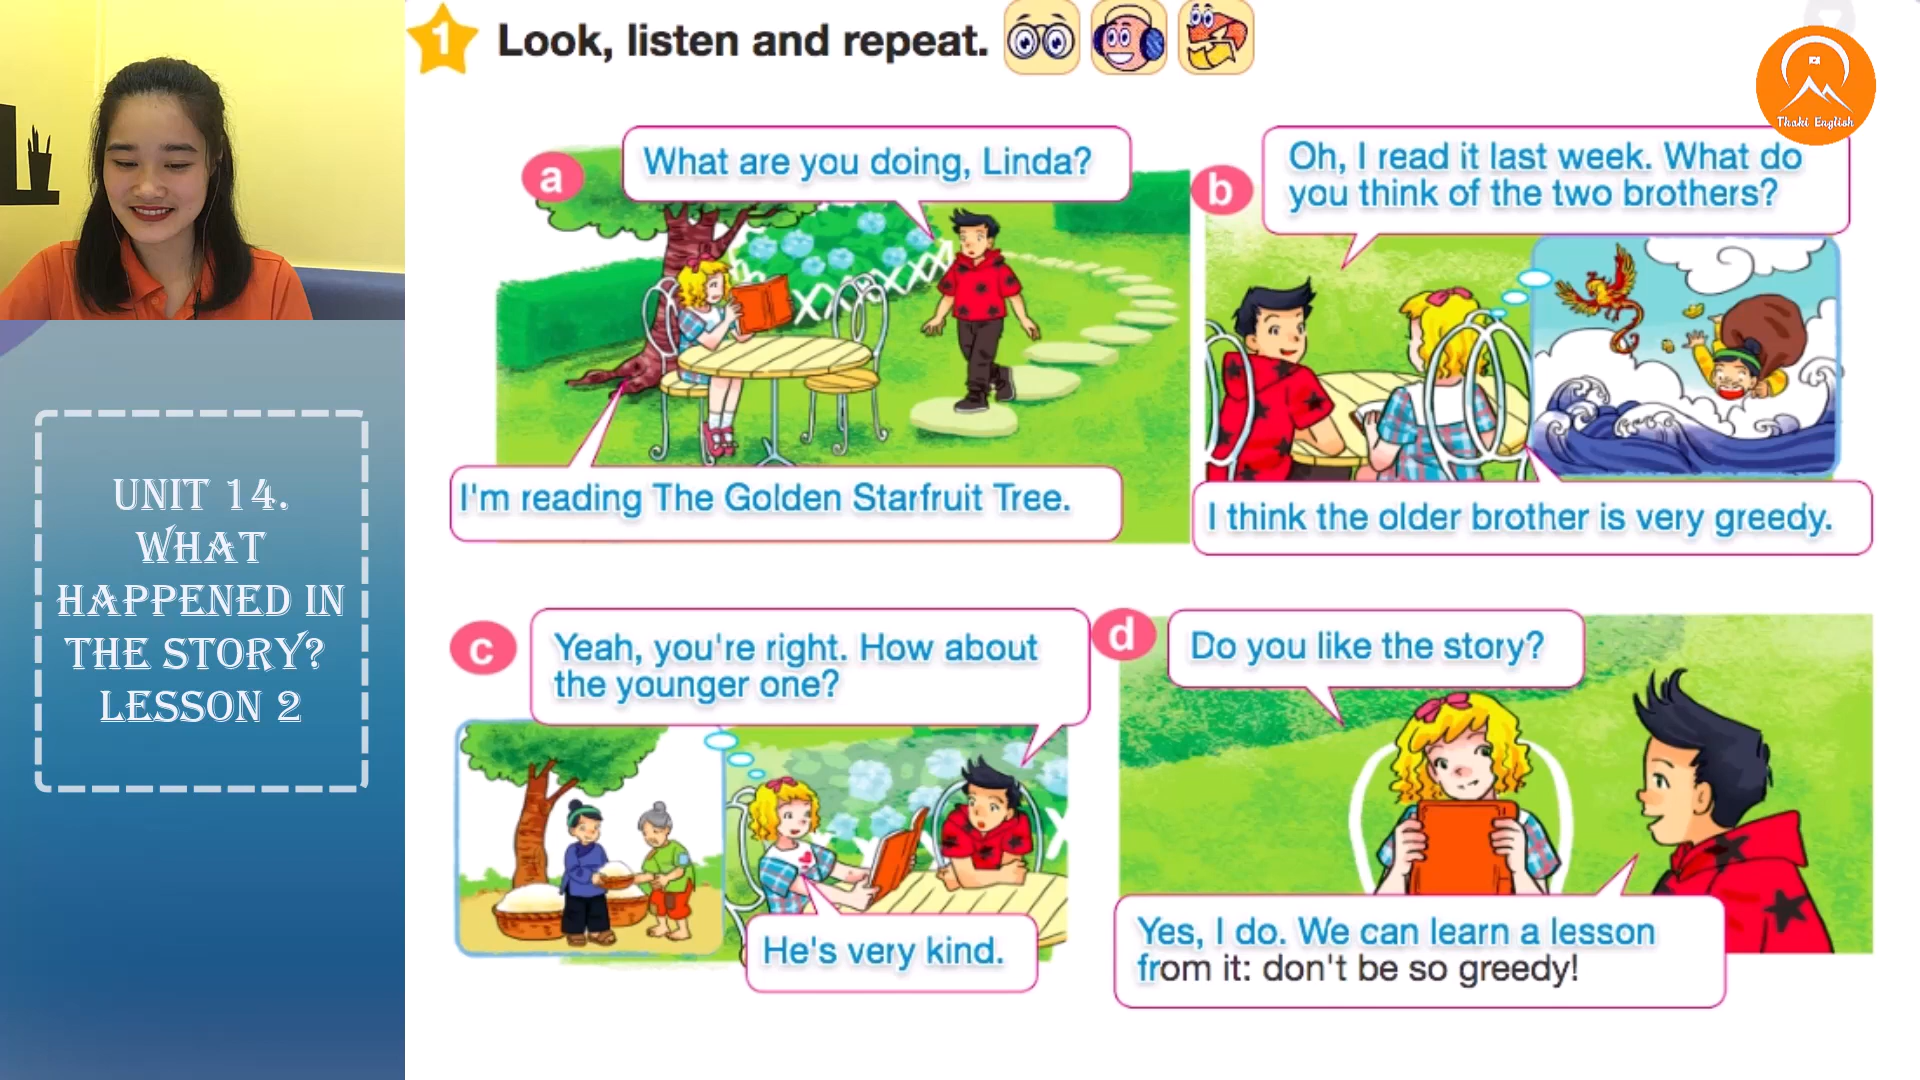 1
Look, listen and repeat.
Thaki English
a
What are you doing, Linda?
I'm reading The Golden Starfruit Tree.
b
Oh, I read it last week. What do
you think of the two brothers?
I think the older brother is very greedy.
c
Yeah, you're right. How about
the younger one?
He's very kind.
d
Do you like the story?
Yes, I do. We can learn a lesson
from it: don't be so greedy!
UNIT 14.
WHAT
HAPPENED IN
THE STORY?
LESSON 2